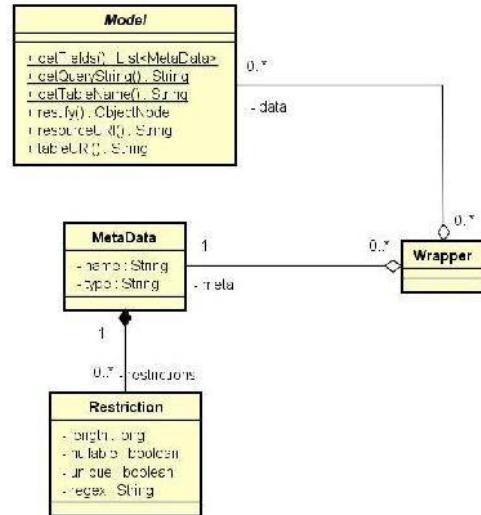 Model
+ getFields() : List<MetaData>
+ getQueryString() : String
+ getTableName() : String
+ restify() : ObjectNode
+ resourceURI() : String
+ tableURI() : String
0..*
- data
0..*
MetaData
- name : String
- type : String
1
- meta
0..*
Wrapper
1
0..*
- restrictions
Restriction
- length : long
- nullable : boolean
- unique : boolean
- regex : String